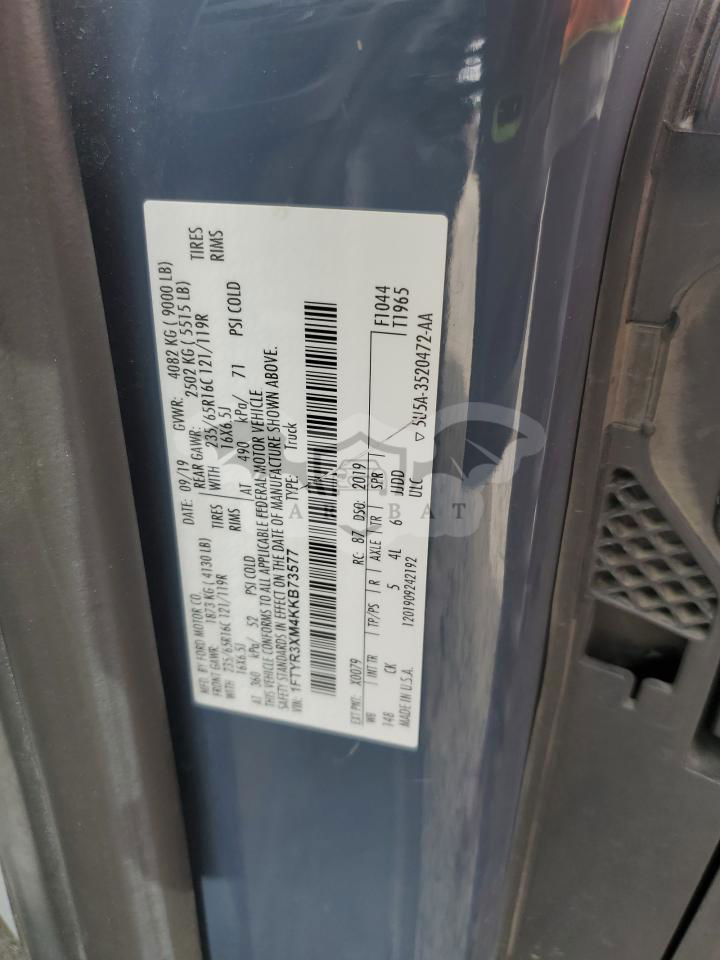 MFD. BY FORD MOTOR CO.
DATE: 09/19 GVWR: 4082 KG ( 9000 LB)
FRONT GAWR: 1873 KG ( 4130 LB) REAR GAWR: 2502 KG ( 5515 LB)
WITH 235/65R16C 121/119R TIRES WITH 235/65R16C 121/119R TIRES
16X6.5J RIMS 16X6.5J RIMS
AT 360 kPa/ 52 PSI COLD AT 490 kPa/ 71 PSI COLD
THIS VEHICLE CONFORMS TO ALL APPLICABLE FEDERAL MOTOR VEHICLE
SAFETY STANDARDS IN EFFECT ON THE DATE OF MANUFACTURE SHOWN ABOVE.
VIN: 1FTYR3XM4KKB73577 TYPE: Truck
EXT PNT: X0079 RC: 87 DSO: 2019 F1044
WB INT TR TP/PS R AXLE TR SPR T1965
148 CK 5 4L 6 JJDD
MADE IN U.S.A. 1201909242192 ULC ▽ 5U5A-3520472-AA